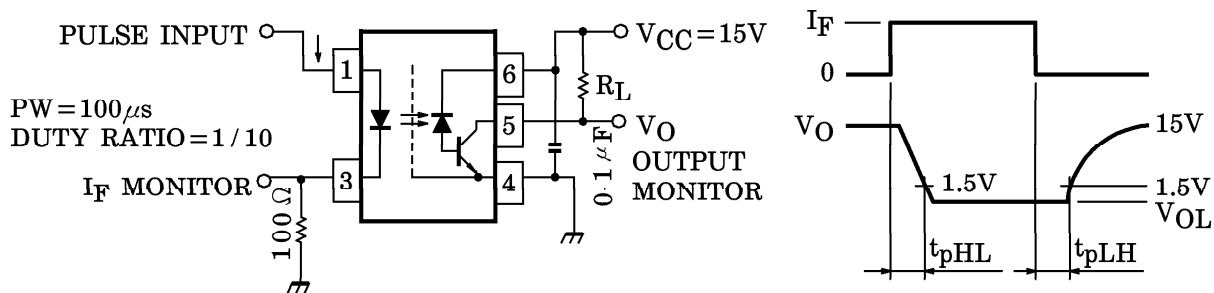 PULSE INPUT
PW=100μs
DUTY RATIO=1/10
IF MONITOR
100Ω
1
3
6
5
4
VCC=15V
RL
VO
OUTPUT
MONITOR
0.1μF
IF
0
VO
15V
1.5V
1.5V
VOL
tpHL
tpLH